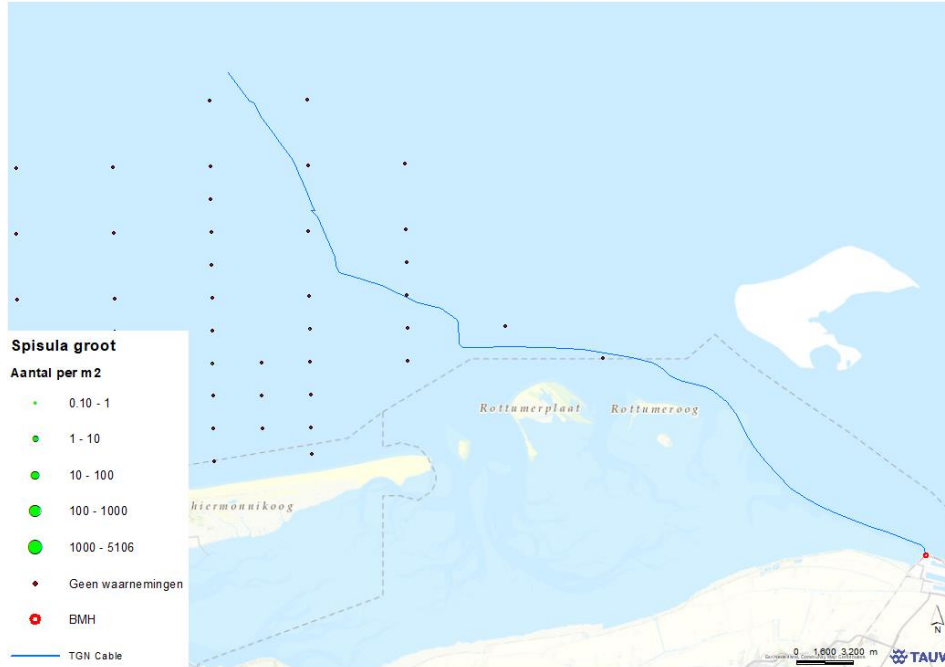 Spisula groot
Aantal per m2
0.10 - 1
1 - 10
10 - 100
100 - 1000
1000 - 5106
Geen waarnemingen
BMH
TGN Cable
Rottumerplaat
Rottumeroog
hiermonnikoog
N
0 1,600 3,200 m
TAUW